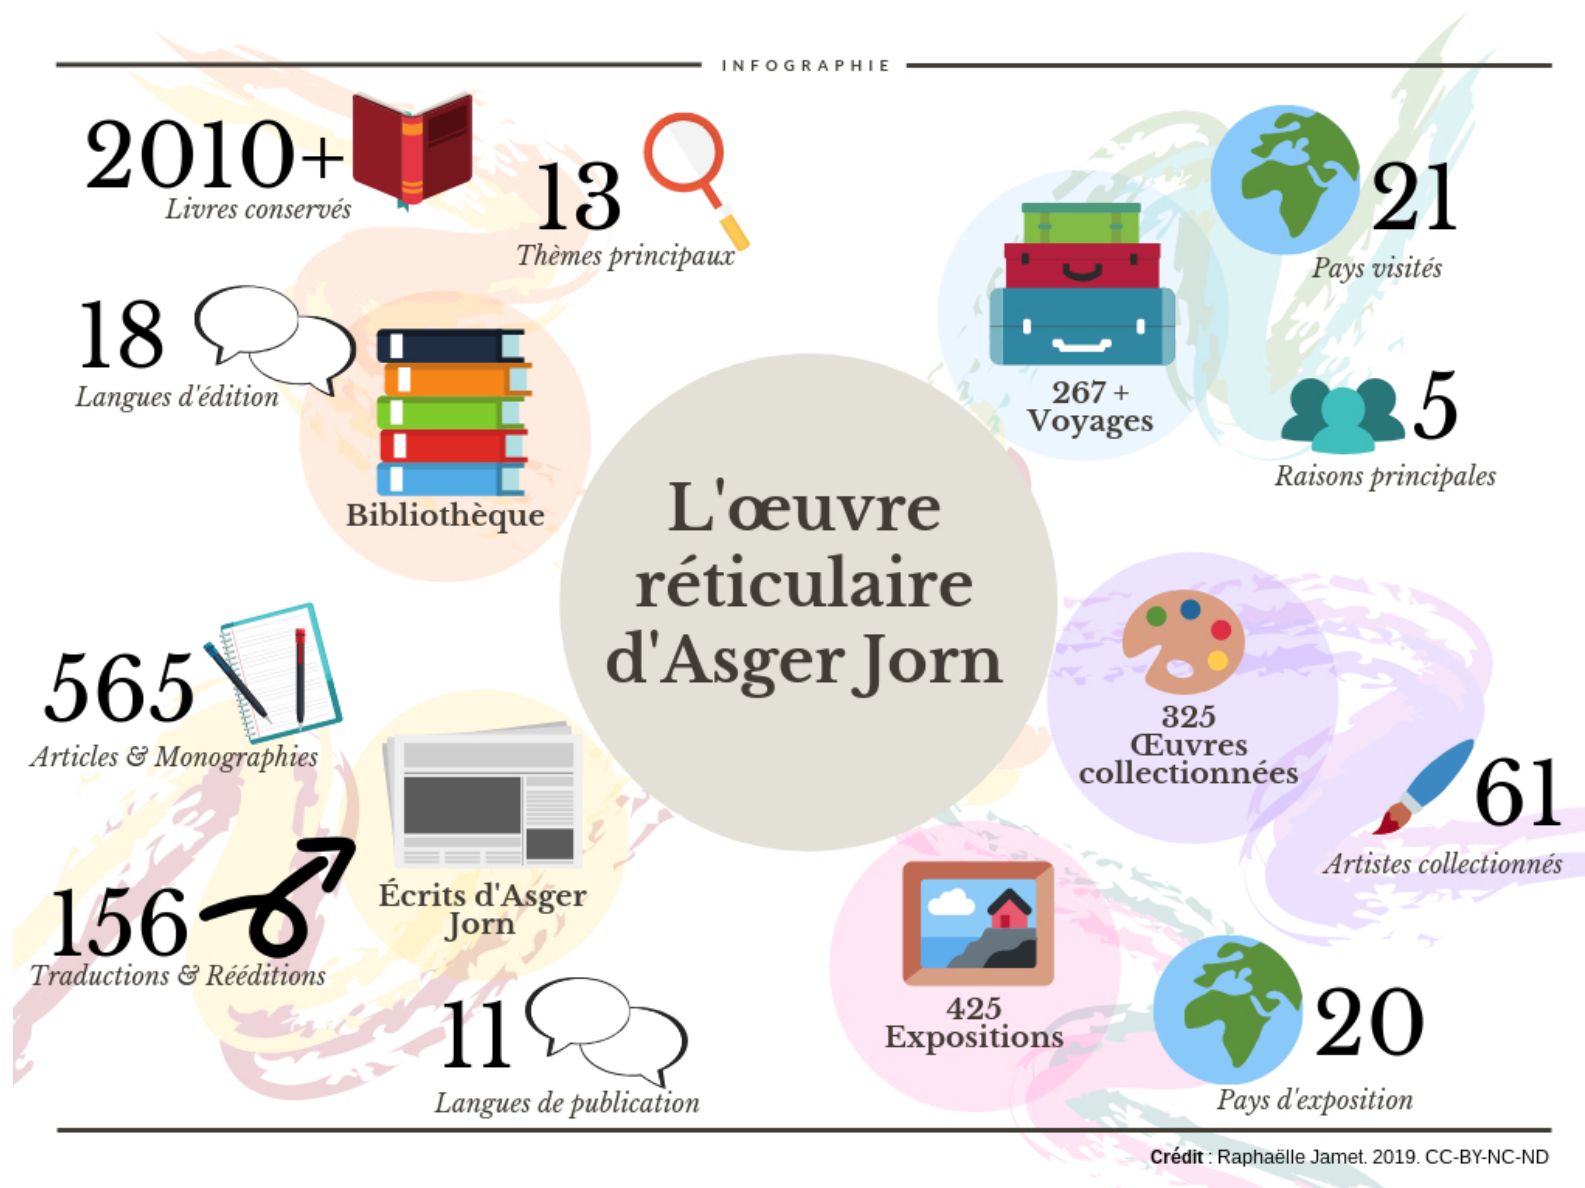 INFOGRAPHIE
2010+
Livres conservés
13
Thèmes principaux
18
Langues d'édition
Bibliothèque
267 +
Voyages
21
Pays visités
5
Raisons principales
L'œuvre
réticulaire
d'Asger Jorn
565
Articles & Monographies
156
Traductions & Rééditions
Écrits d'Asger
Jorn
11
Langues de publication
325
Œuvres
collectionnées
61
Artistes collectionnés
425
Expositions
20
Pays d'exposition
Crédit : Raphaëlle Jamet. 2019. CC-BY-NC-ND